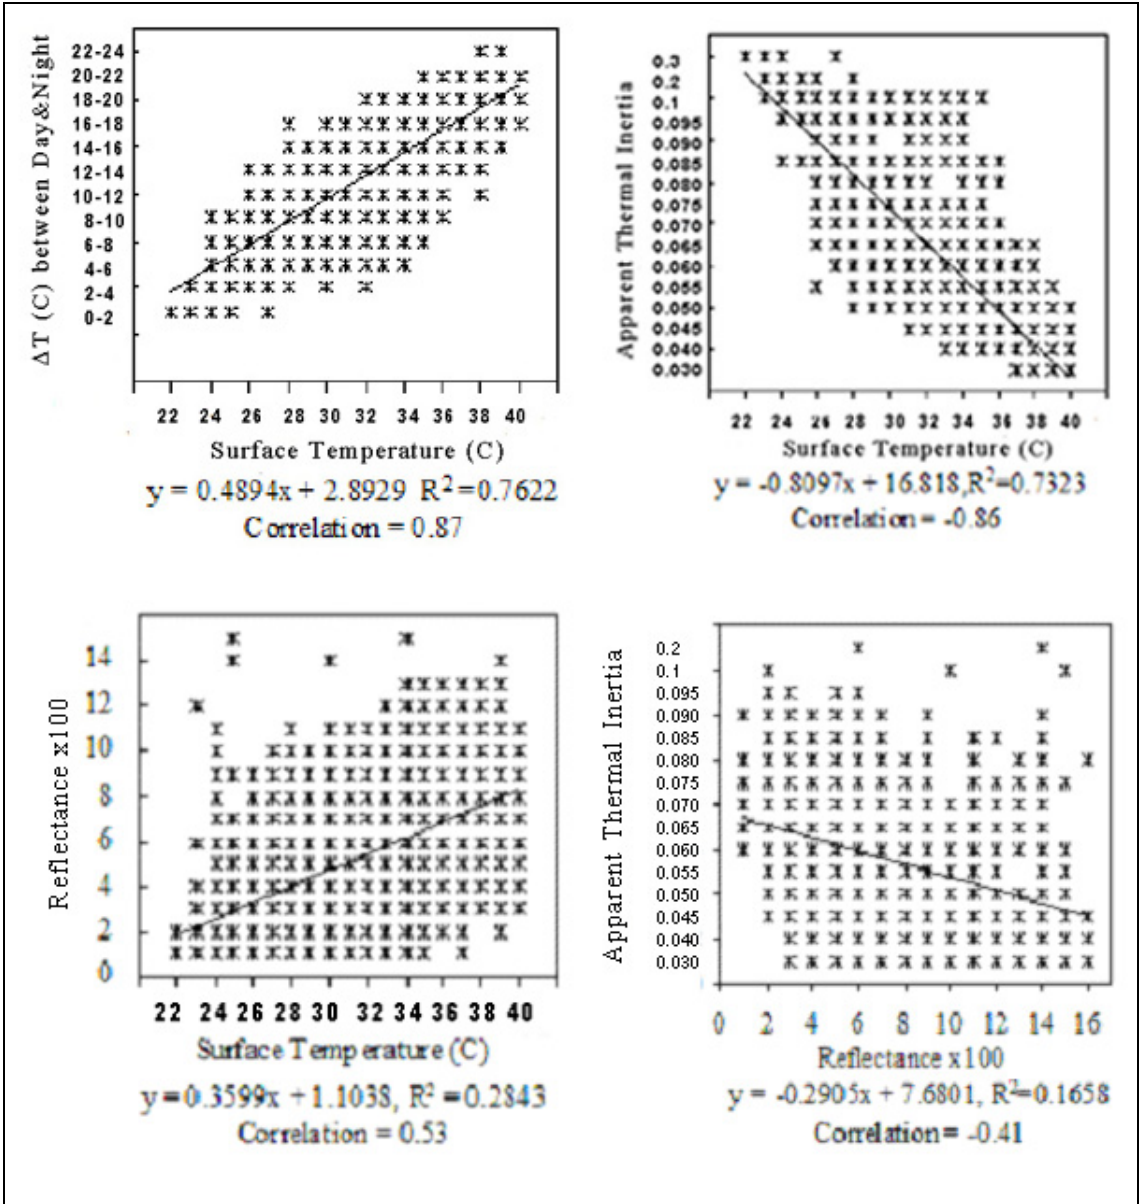 ΔT (C) between Day&Night
22-24
20-22
18-20
16-18
14-16
12-14
10-12
8-10
6-8
4-6
2-4
0-2
22 24 26 28 30 32 34 36 38 40
Surface Temperature (C)
y = 0.4894x + 2.8929 R²=0.7622
Correlation = 0.87
Apparent Thermal Inertia
0.3
0.2
0.1
0.095
0.090
0.085
0.080
0.075
0.070
0.065
0.060
0.055
0.050
0.045
0.040
0.030
22 24 26 28 30 32 34 36 38 40
Surface Temperature (C)
y = -0.8097x + 16.818,R²=0.7323
Correlation = -0.86
Reflectance x100
14
12
10
8
6
4
2
0
22 24 26 28 30 32 34 36 38 40
Surface Temperature (C)
y=0.3599x +1.1038, R² =0.2843
Correlation = 0.53
Apparent Thermal Inertia
0.2
0.1
0.095
0.090
0.085
0.080
0.075
0.070
0.065
0.060
0.055
0.050
0.045
0.040
0.030
0 2 4 6 8 10 12 14 16
Reflectance x100
y = -0.2905x + 7.6801, R²=0.1658
Correlation= -0.41